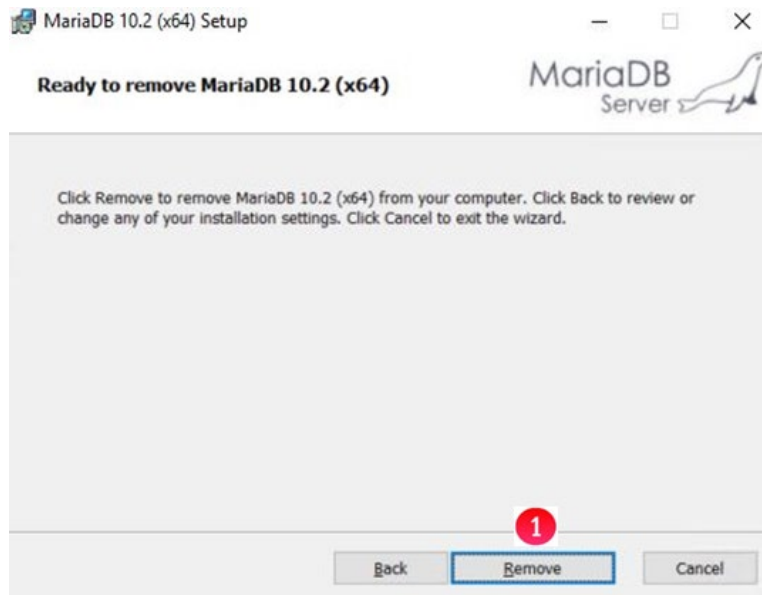 MariaDB 10.2 (x64) Setup
Ready to remove MariaDB 10.2 (x64)
MariaDB
Server
Click Remove to remove MariaDB 10.2 (x64) from your computer. Click Back to review or
change any of your installation settings. Click Cancel to exit the wizard.
1
Back Remove Cancel